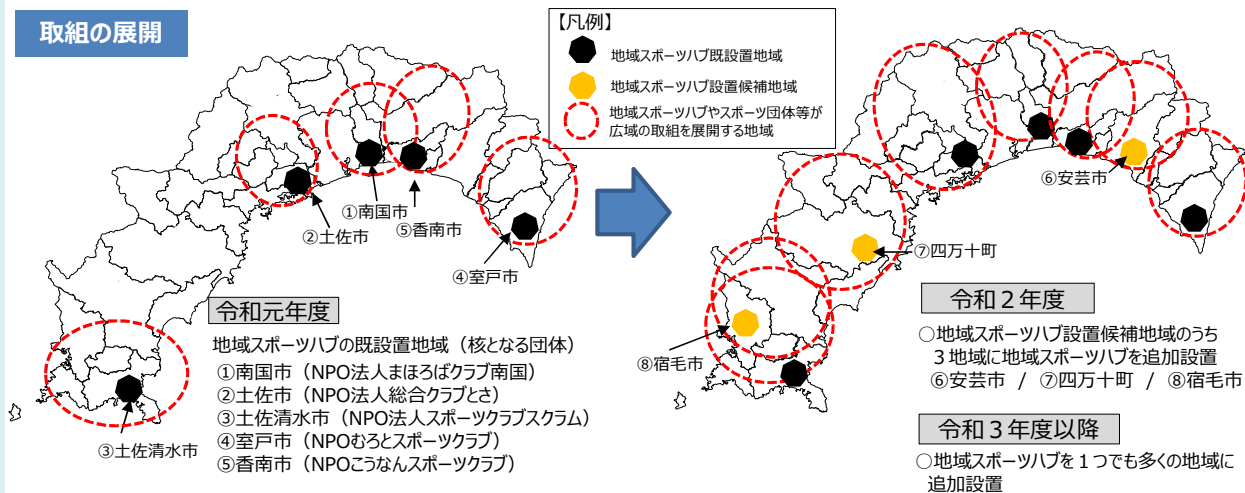 取組の展開
【凡例】
地域スポーツハブ既設置地域
地域スポーツハブ設置候補地域
地域スポーツハブやスポーツ団体等が
広域の取組を展開する地域
①南国市
②土佐市
⑤香南市
④室戸市
③土佐清水市
令和元年度
地域スポーツハブの既設置地域（核となる団体）
①南国市（NPO法人まほろばクラブ南国）
②土佐市（NPO法人総合クラブとさ）
③土佐清水市（NPO法人スポーツクラブスクラム）
④室戸市（NPOむろとスポーツクラブ）
⑤香南市（NPOこうなんスポーツクラブ）
⑥安芸市
⑦四万十町
⑧宿毛市
令和２年度
○地域スポーツハブ設置候補地域のうち
３地域に地域スポーツハブを追加設置
⑥安芸市 / ⑦四万十町 / ⑧宿毛市
令和３年度以降
○地域スポーツハブを１つでも多くの地域に
追加設置